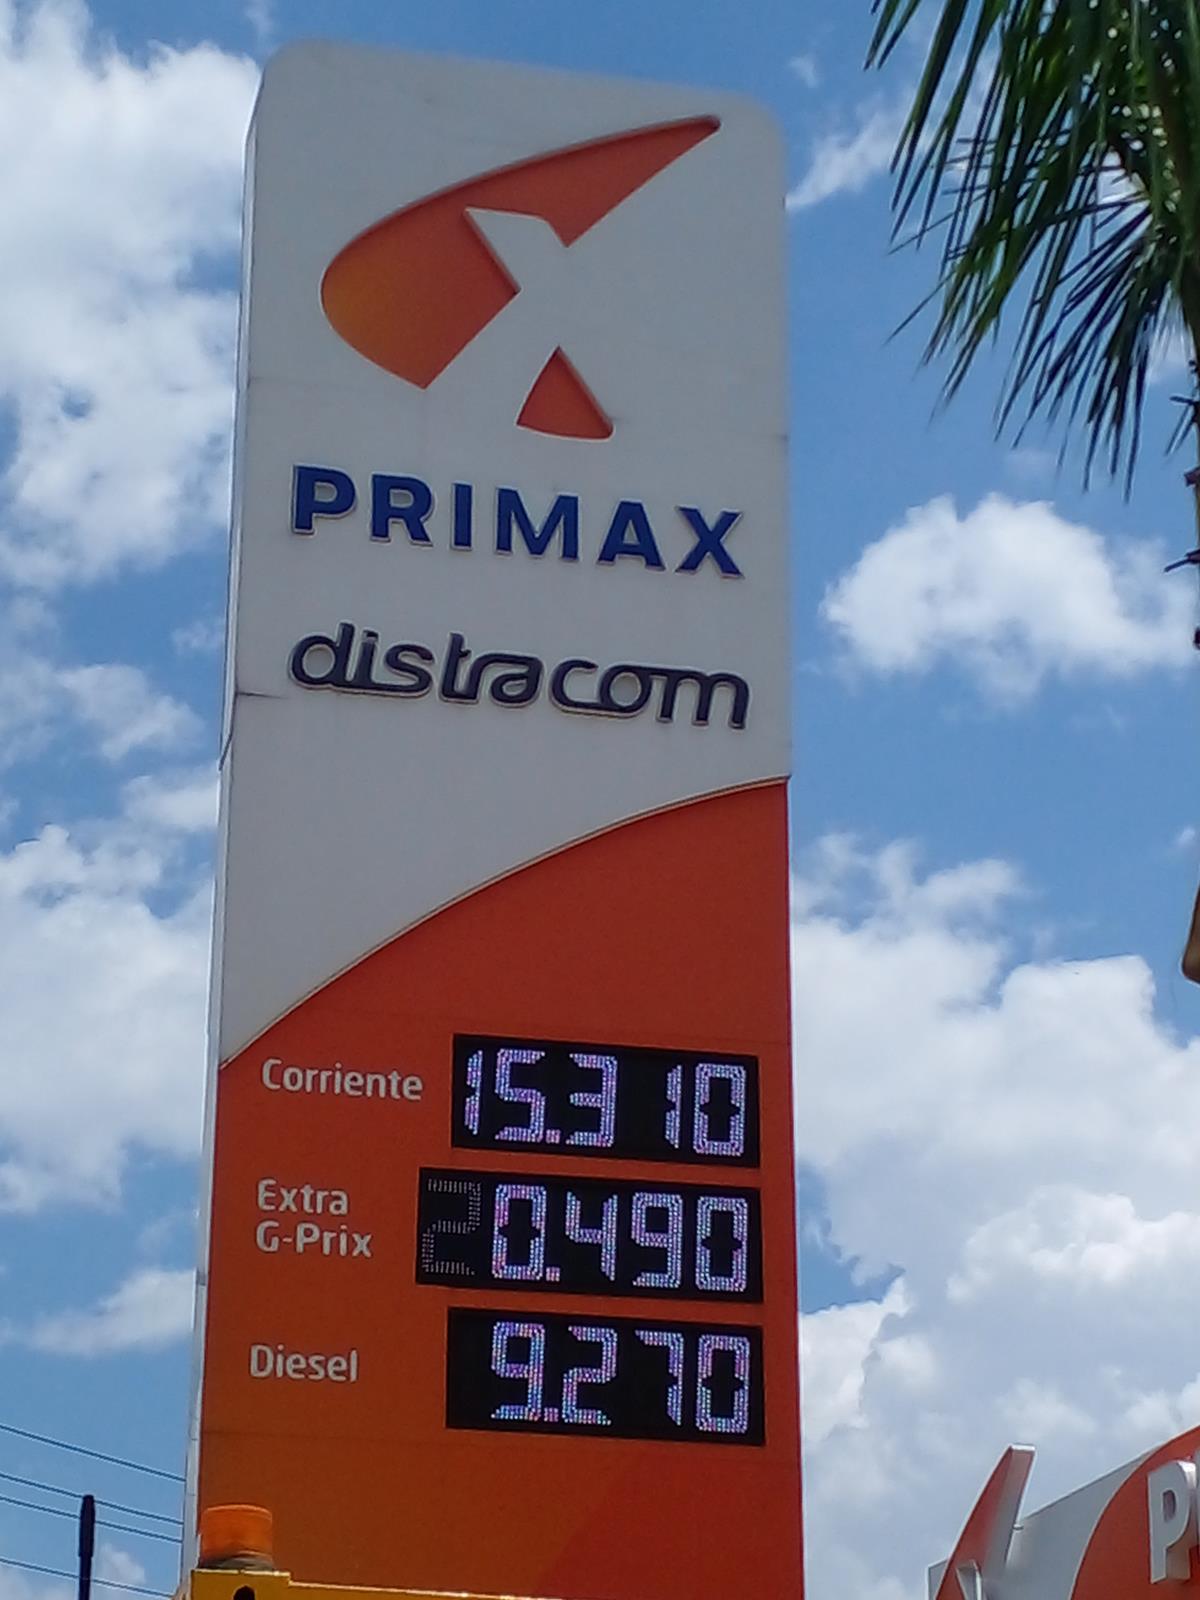 PRIMAX
distracom
Corriente 15.310
Extra
G-Prix 20.490
Diesel 9.270
P